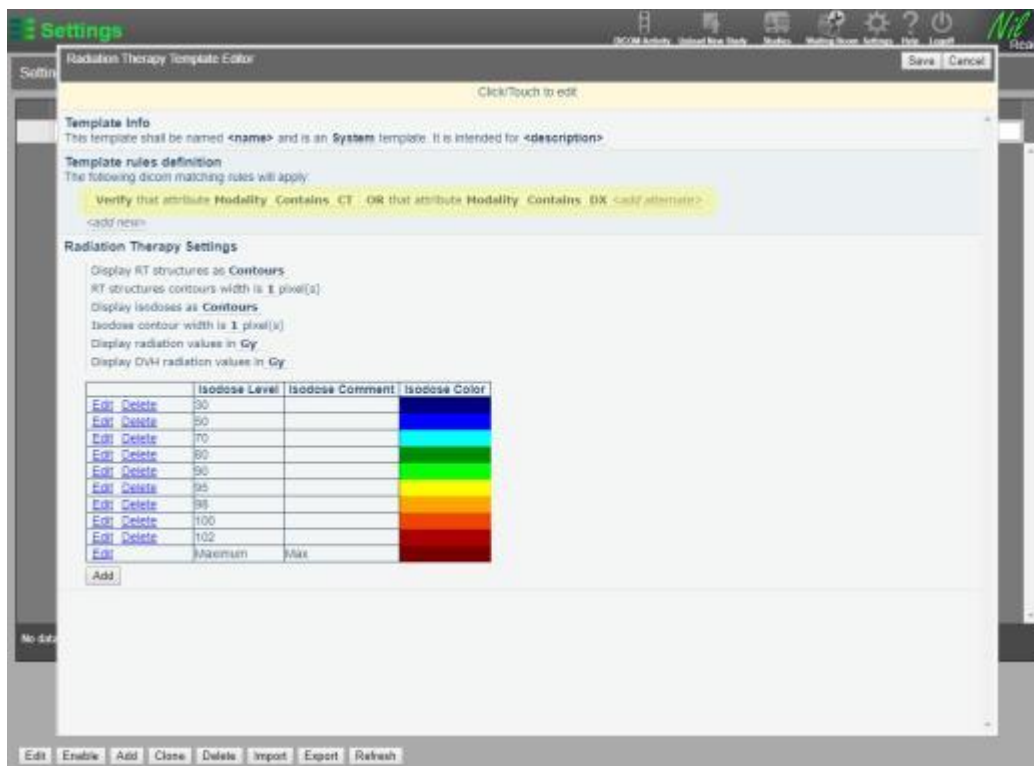 Settings
DICOM Activity Upload New Study Studies Waiting Room Settings Help Logoff
Nil
Rea
Settin
Radiation Therapy Template Editor
Save Cancel
Click/Touch to edit
Template Info
This template shall be named <name> and is an System template. It is intended for <description>
Template rules definition
The following dicom matching rules will apply:
Verify that attribute Modality Contains CT OR that attribute Modality Contains DX <add alternate>
<add new>
Radiation Therapy Settings
Display RT structures as Contours
RT structures contours width is 1 pixel(s)
Display isodoses as Contours
Isodose contour width is 1 pixel(s)
Display radiation values in Gy
Display DVH radiation values in Gy
Isodose Level Isodose Comment Isodose Color
Edit Delete 30
Edit Delete 50
Edit Delete 70
Edit Delete 80
Edit Delete 90
Edit Delete 95
Edit Delete 98
Edit Delete 100
Edit Delete 102
Edit Maximum Max
Add
No data
Edit Enable Add Clone Delete Import Export Refresh